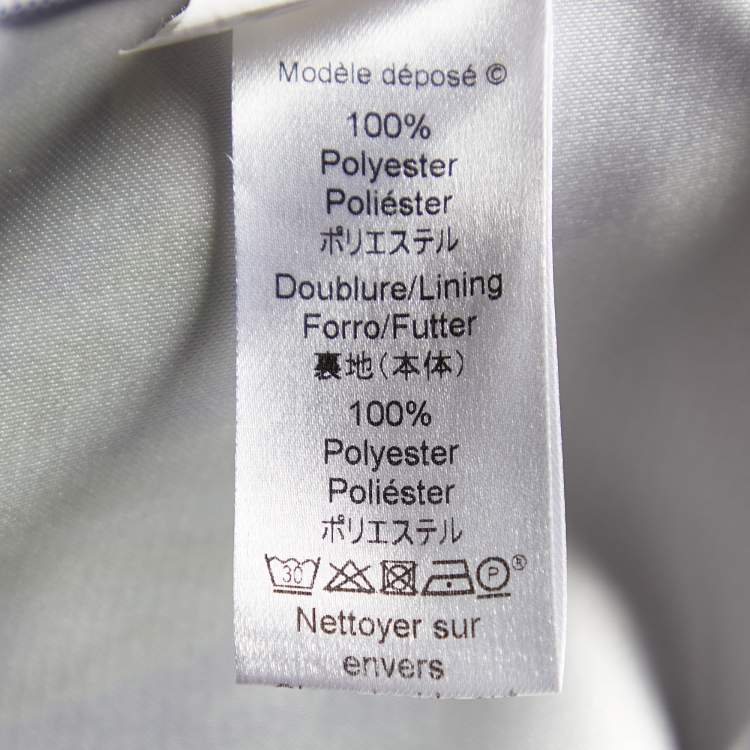 Modèle déposé ©
100%
Polyester
Poliéster
ポリエステル
Doublure/Lining
Forro/Futter
裏地(本体)
100%
Polyester
Poliéster
ポリエステル
30 P®
Nettoyer sur
envers